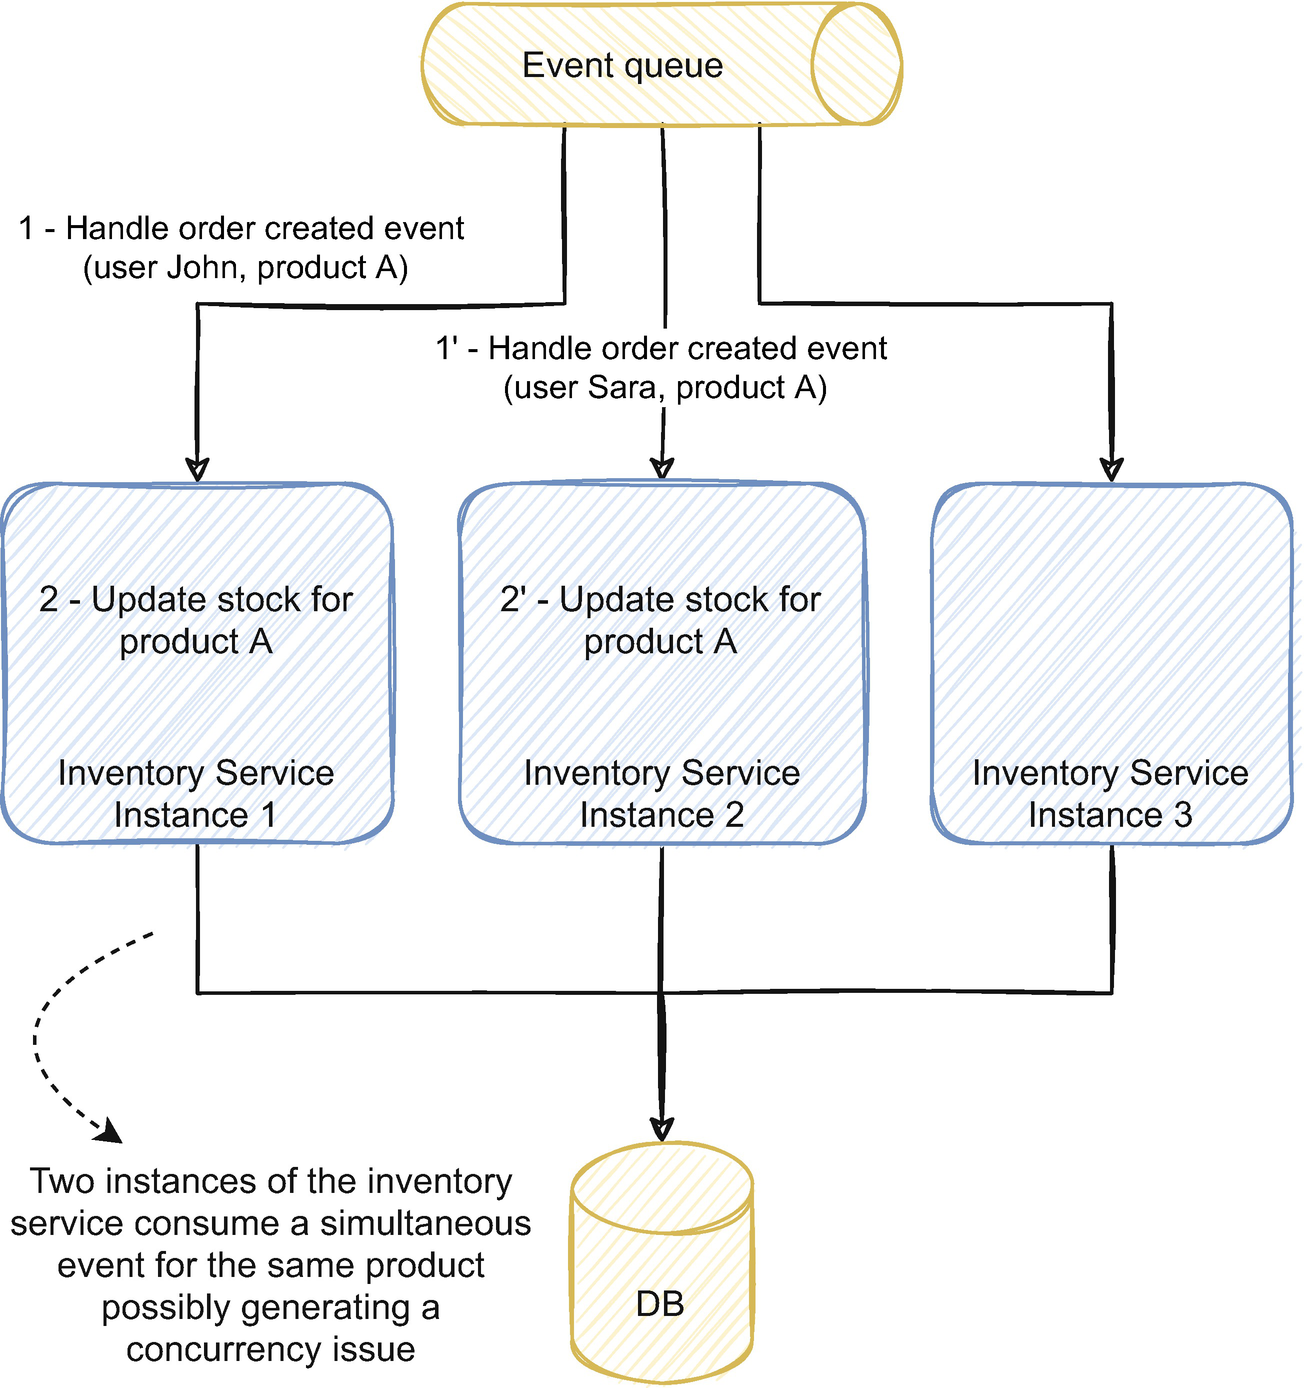 Event queue
1 - Handle order created event
(user John, product A)
1' - Handle order created event
(user Sara, product A)
2 - Update stock for
product A
Inventory Service
Instance 1
2' - Update stock for
product A
Inventory Service
Instance 2
Inventory Service
Instance 3
Two instances of the inventory
service consume a simultaneous
event for the same product
possibly generating a
concurrency issue
DB